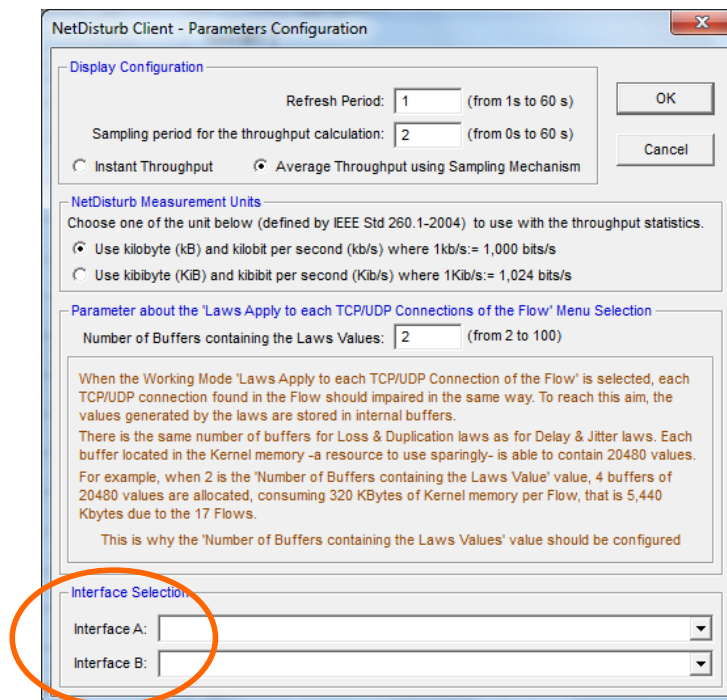 NetDisturb Client - Parameters Configuration
Display Configuration
Refresh Period: 1 (from 1s to 60 s)
OK
Sampling period for the throughput calculation: 2 (from 0s to 60 s)
Cancel
Instant Throughput Average Throughput using Sampling Mechanism
NetDisturb Measurement Units
Choose one of the unit below (defined by IEEE Std 260.1-2004) to use with the throughput statistics.
Use kilobyte (kB) and kilobit per second (kb/s) where 1kb/s:= 1,000 bits/s
Use kibibyte (KiB) and kibibit per second (Kib/s) where 1Kib/s:= 1,024 bits/s
Parameter about the 'Laws Apply to each TCP/UDP Connections of the Flow' Menu Selection
Number of Buffers containing the Laws Values: 2 (from 2 to 100)
When the Working Mode 'Laws Apply to each TCP/UDP Connection of the Flow' is selected, each
TCP/UDP connection found in the Flow should impaired in the same way. To reach this aim, the
values generated by the laws are stored in internal buffers.
There is the same number of buffers for Loss & Duplication laws as for Delay & Jitter laws. Each
buffer located in the Kernel memory -a resource to use sparingly- is able to contain 20480 values.
For example, when 2 is the 'Number of Buffers containing the Laws Value' value, 4 buffers of
20480 values are allocated, consuming 320 KBytes of Kernel memory per Flow, that is 5,440
Kbytes due to the 17 Flows.
This is why the 'Number of Buffers containing the Laws Values' value should be configured
Interface Selection
Interface A:
Interface B: